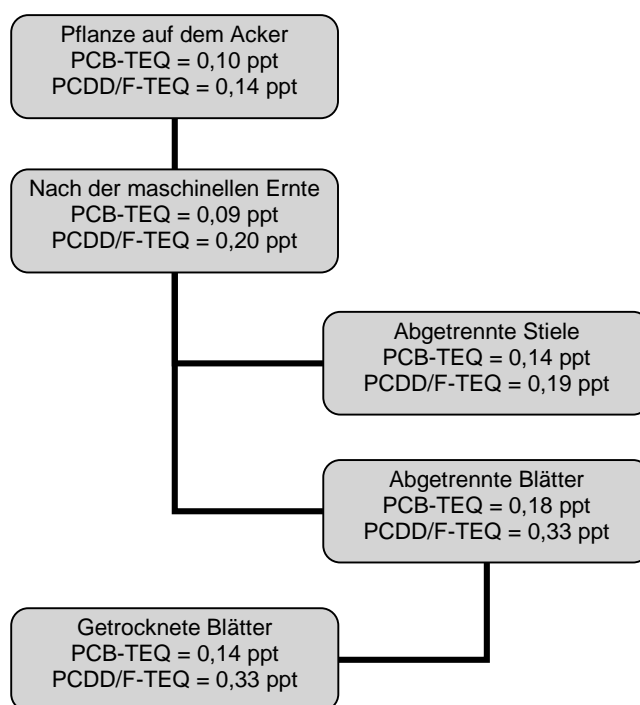 Pflanze auf dem Acker
PCB-TEQ = 0,10 ppt
PCDD/F-TEQ = 0,14 ppt
Nach der maschinellen Ernte
PCB-TEQ = 0,09 ppt
PCDD/F-TEQ = 0,20 ppt
Abgetrennte Stiele
PCB-TEQ = 0,14 ppt
PCDD/F-TEQ = 0,19 ppt
Abgetrennte Blätter
PCB-TEQ = 0,18 ppt
PCDD/F-TEQ = 0,33 ppt
Getrocknete Blätter
PCB-TEQ = 0,14 ppt
PCDD/F-TEQ = 0,33 ppt